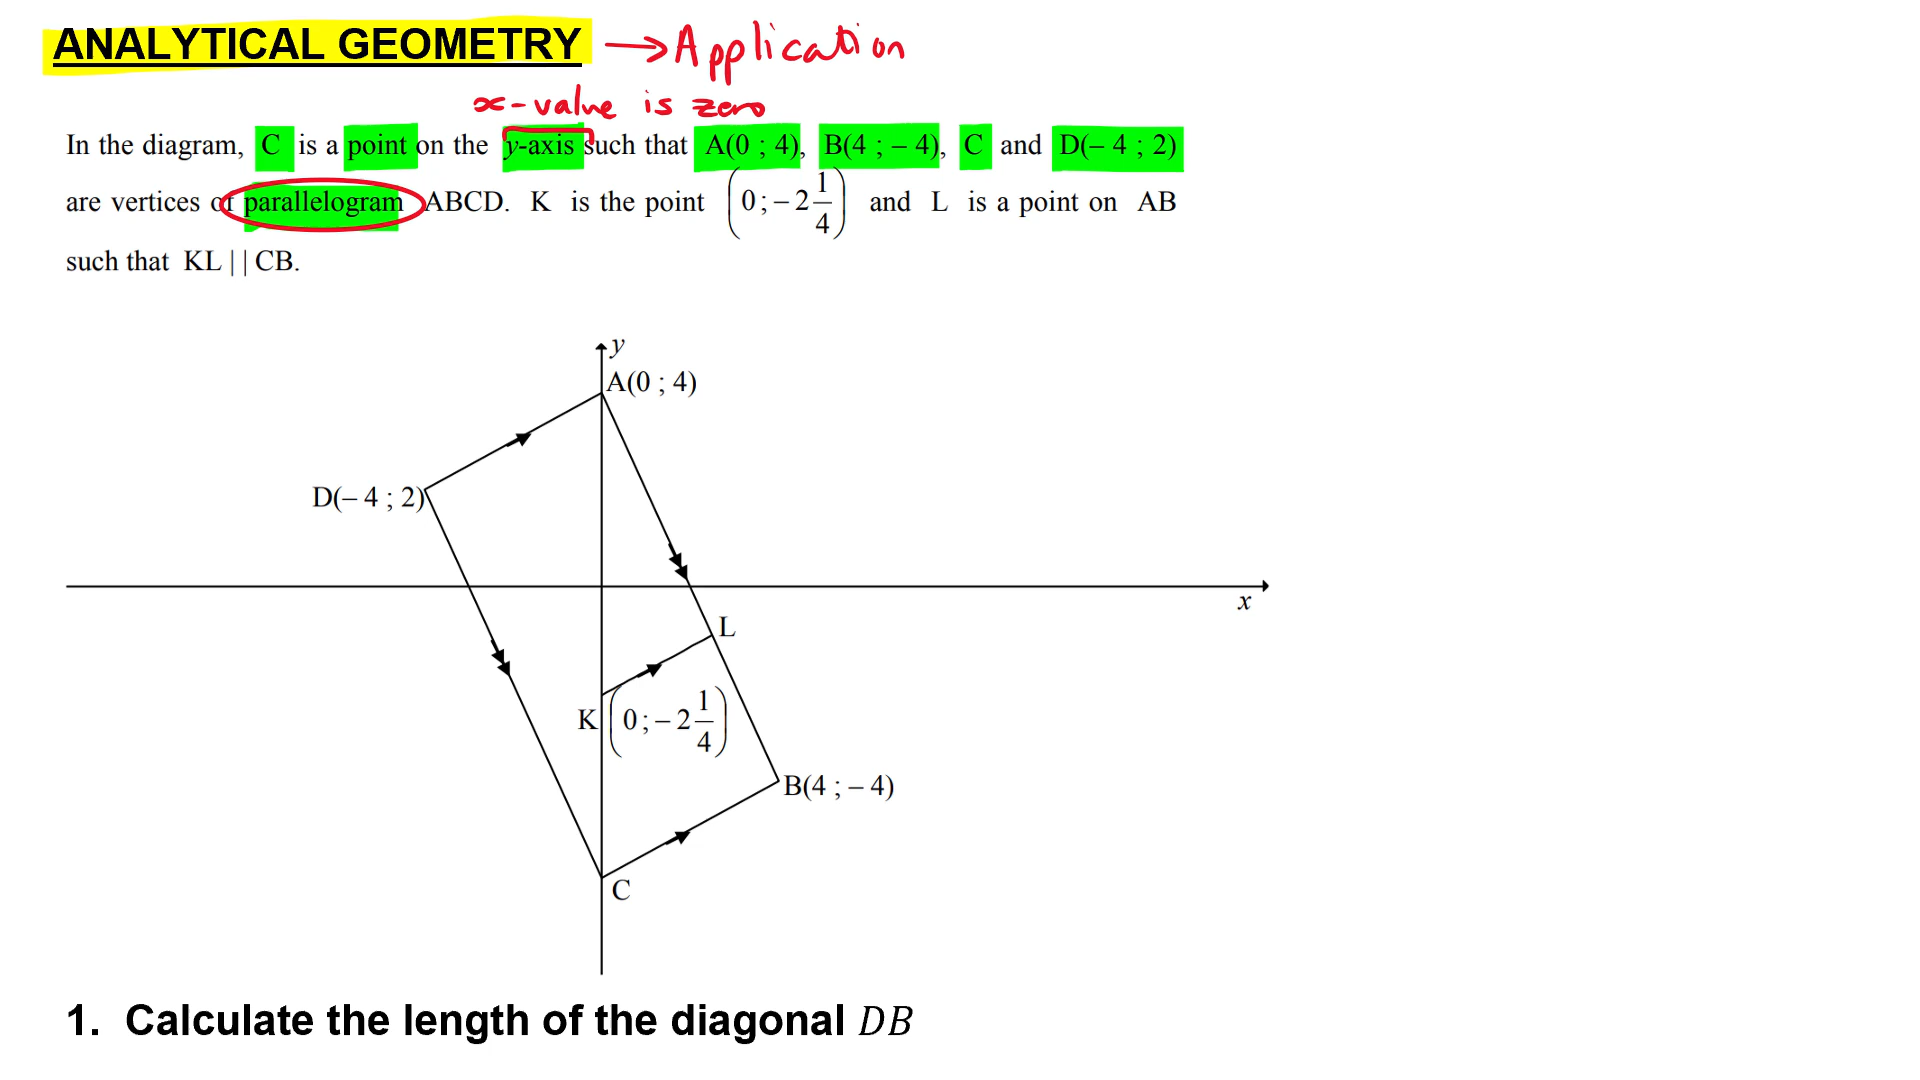 ANALYTICAL GEOMETRY → Application
x-value is zero
In the diagram, C is a point on the y-axis such that A(0 ; 4), B(4 ; – 4), C and D(– 4 ; 2)
are vertices of parallelogram ABCD. K is the point (0 ; – 2 1/4) and L is a point on AB
such that KL | | CB.
y
A(0 ; 4)
D(– 4 ; 2)
x
L
K (0 ; – 2 1/4)
B(4 ; – 4)
C
1. Calculate the length of the diagonal DB